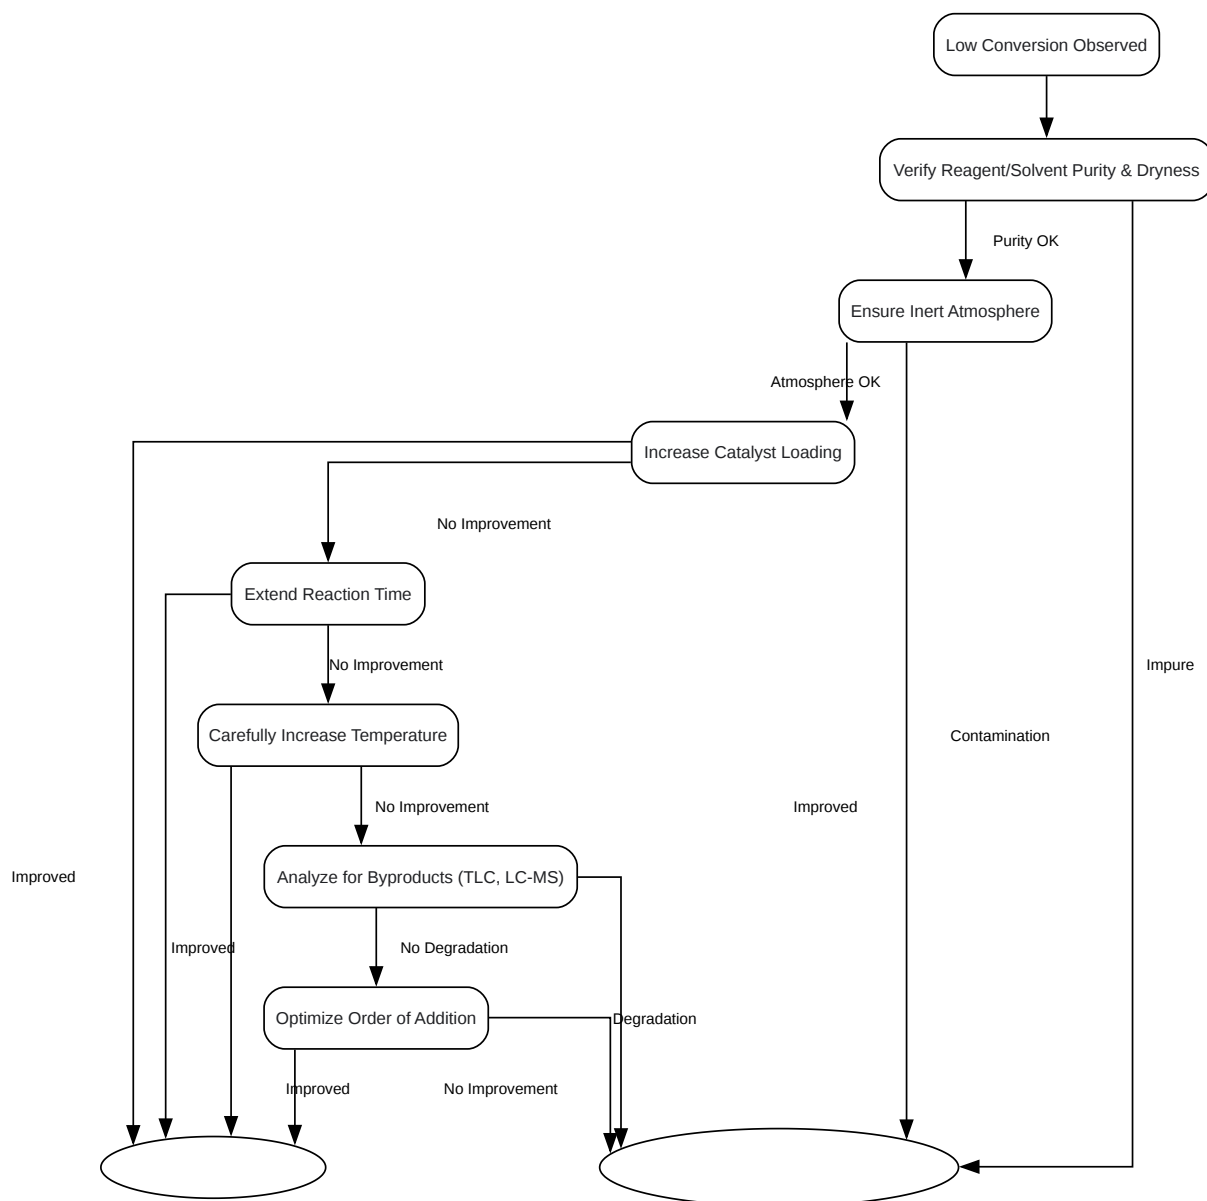 Low Conversion Observed
Verify Reagent/Solvent Purity & Dryness
Purity OK
Ensure Inert Atmosphere
Atmosphere OK
Increase Catalyst Loading
No Improvement
Extend Reaction Time
No Improvement
Impure
Carefully Increase Temperature
Contamination
No Improvement
Improved
Analyze for Byproducts (TLC, LC-MS)
Improved
Improved
No Degradation
Optimize Order of Addition
Degradation
Improved
No Improvement